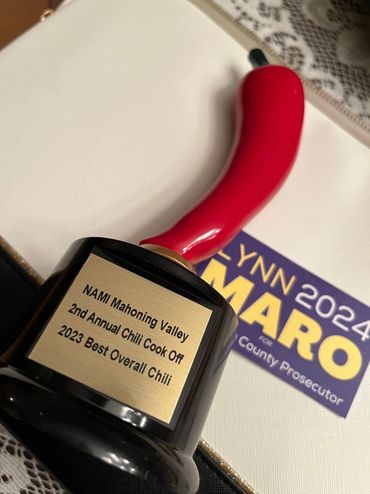 NAMI Mahoning Valley
2nd Annual Chili Cook Off
2023 Best Overall Chili
LYNN 2024
MARO
FOR
County Prosecutor